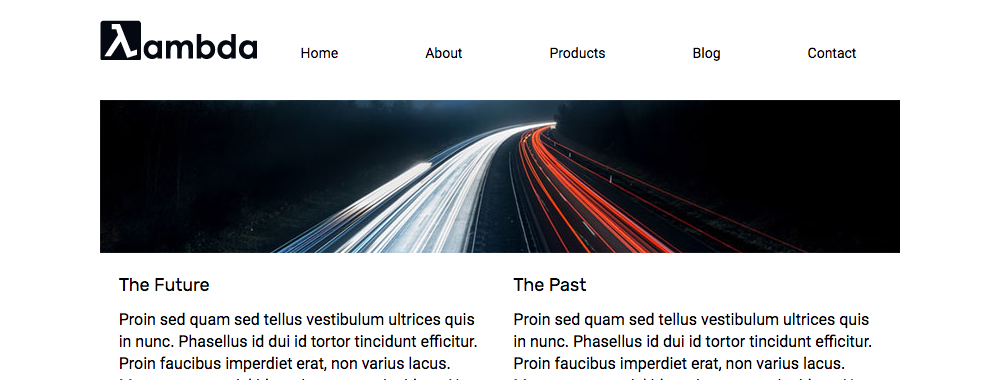 λambda
Home About Products Blog Contact
The Future
Proin sed quam sed tellus vestibulum ultrices quis
in nunc. Phasellus id dui id tortor tincidunt efficitur.
Proin faucibus imperdiet erat, non varius lacus.
The Past
Proin sed quam sed tellus vestibulum ultrices quis
in nunc. Phasellus id dui id tortor tincidunt efficitur.
Proin faucibus imperdiet erat, non varius lacus.